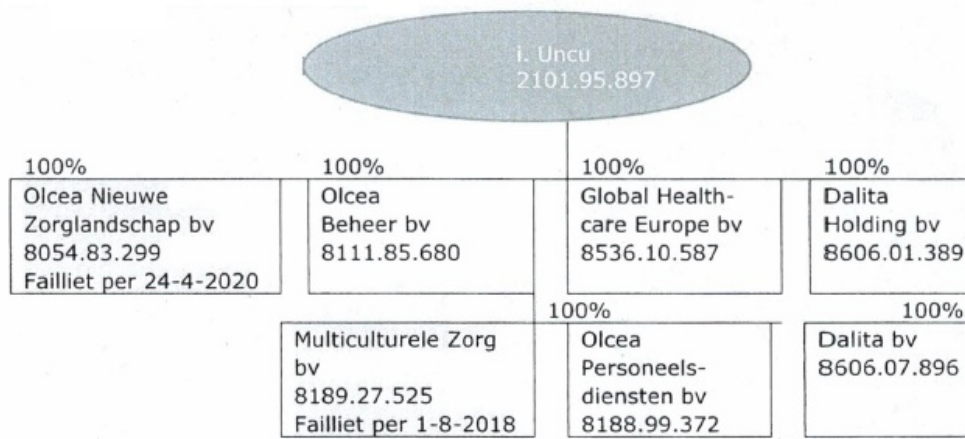 i. Uncu
2101.95.897
100%
100%
100%
100%
Olcea Nieuwe
Zorglandschap bv
8054.83.299
Failliet per 24-4-2020
Olcea
Beheer bv
8111.85.680
Global Health-
care Europe bv
8536.10.587
Dalita
Holding bv
8606.01.389
100%
100%
Multiculturele Zorg
bv
8189.27.525
Failliet per 1-8-2018
Olcea
Personeels-
diensten bv
8188.99.372
Dalita bv
8606.07.896